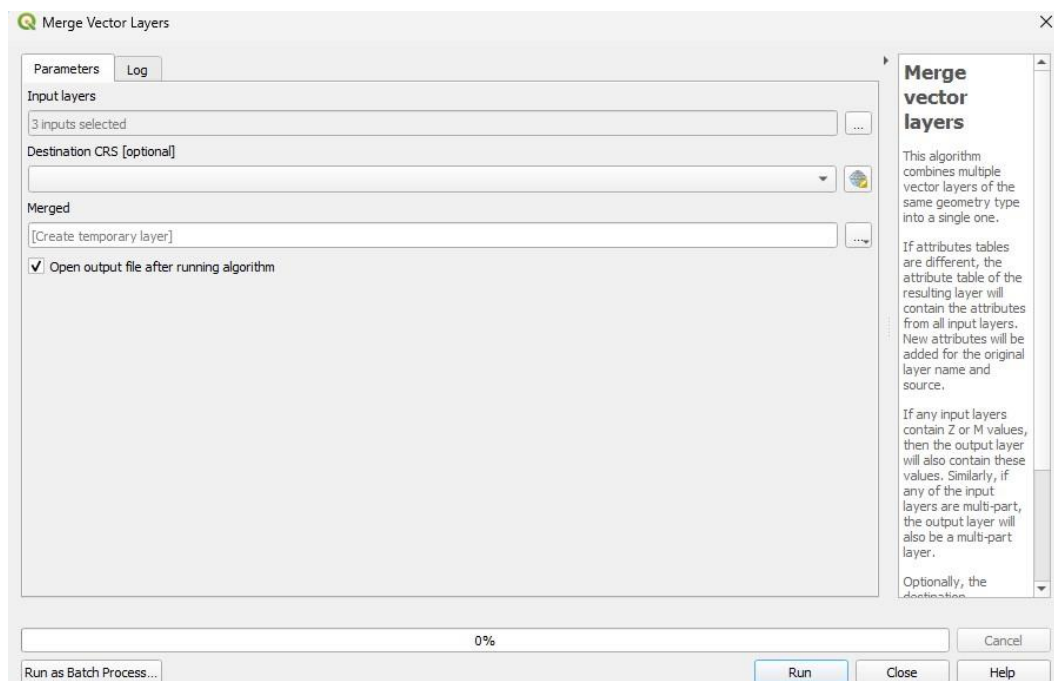 Merge Vector Layers
Parameters
Log
Input layers
3 inputs selected
...
Destination CRS [optional]
Merged
[Create temporary layer]
...
Open output file after running algorithm
Merge
vector
layers
This algorithm
combines multiple
vector layers of the
same geometry type
into a single one.
If attributes tables
are different, the
attribute table of the
resulting layer will
contain the attributes
from all input layers.
New attributes will be
added for the original
layer name and
source.
If any input layers
contain Z or M values,
then the output layer
will also contain these
values. Similarly, if
any of the input
layers are multi-part,
the output layer will
also be a multi-part
layer.
Optionally, the
destination
0%
Cancel
Run as Batch Process...
Run
Close
Help